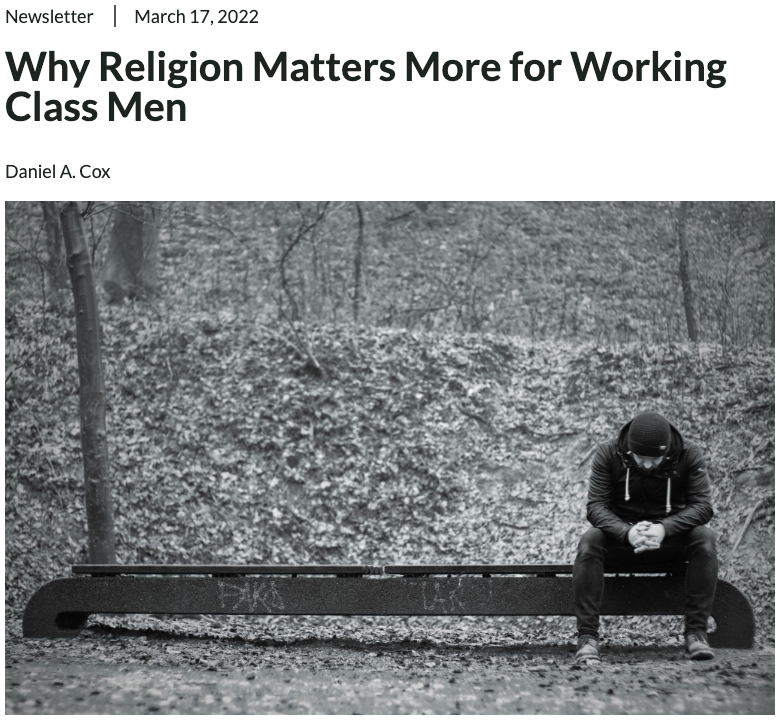 Newsletter | March 17, 2022
Why Religion Matters More for Working
Class Men
Daniel A. Cox